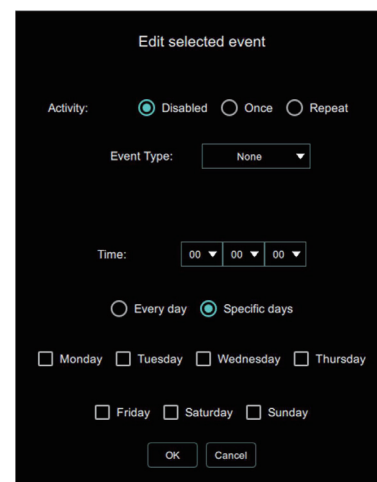 Edit selected event
Activity: Disabled Once Repeat
Event Type: None
Time: 00 00 00
Every day Specific days
Monday Tuesday Wednesday Thursday
Friday Saturday Sunday
OK Cancel